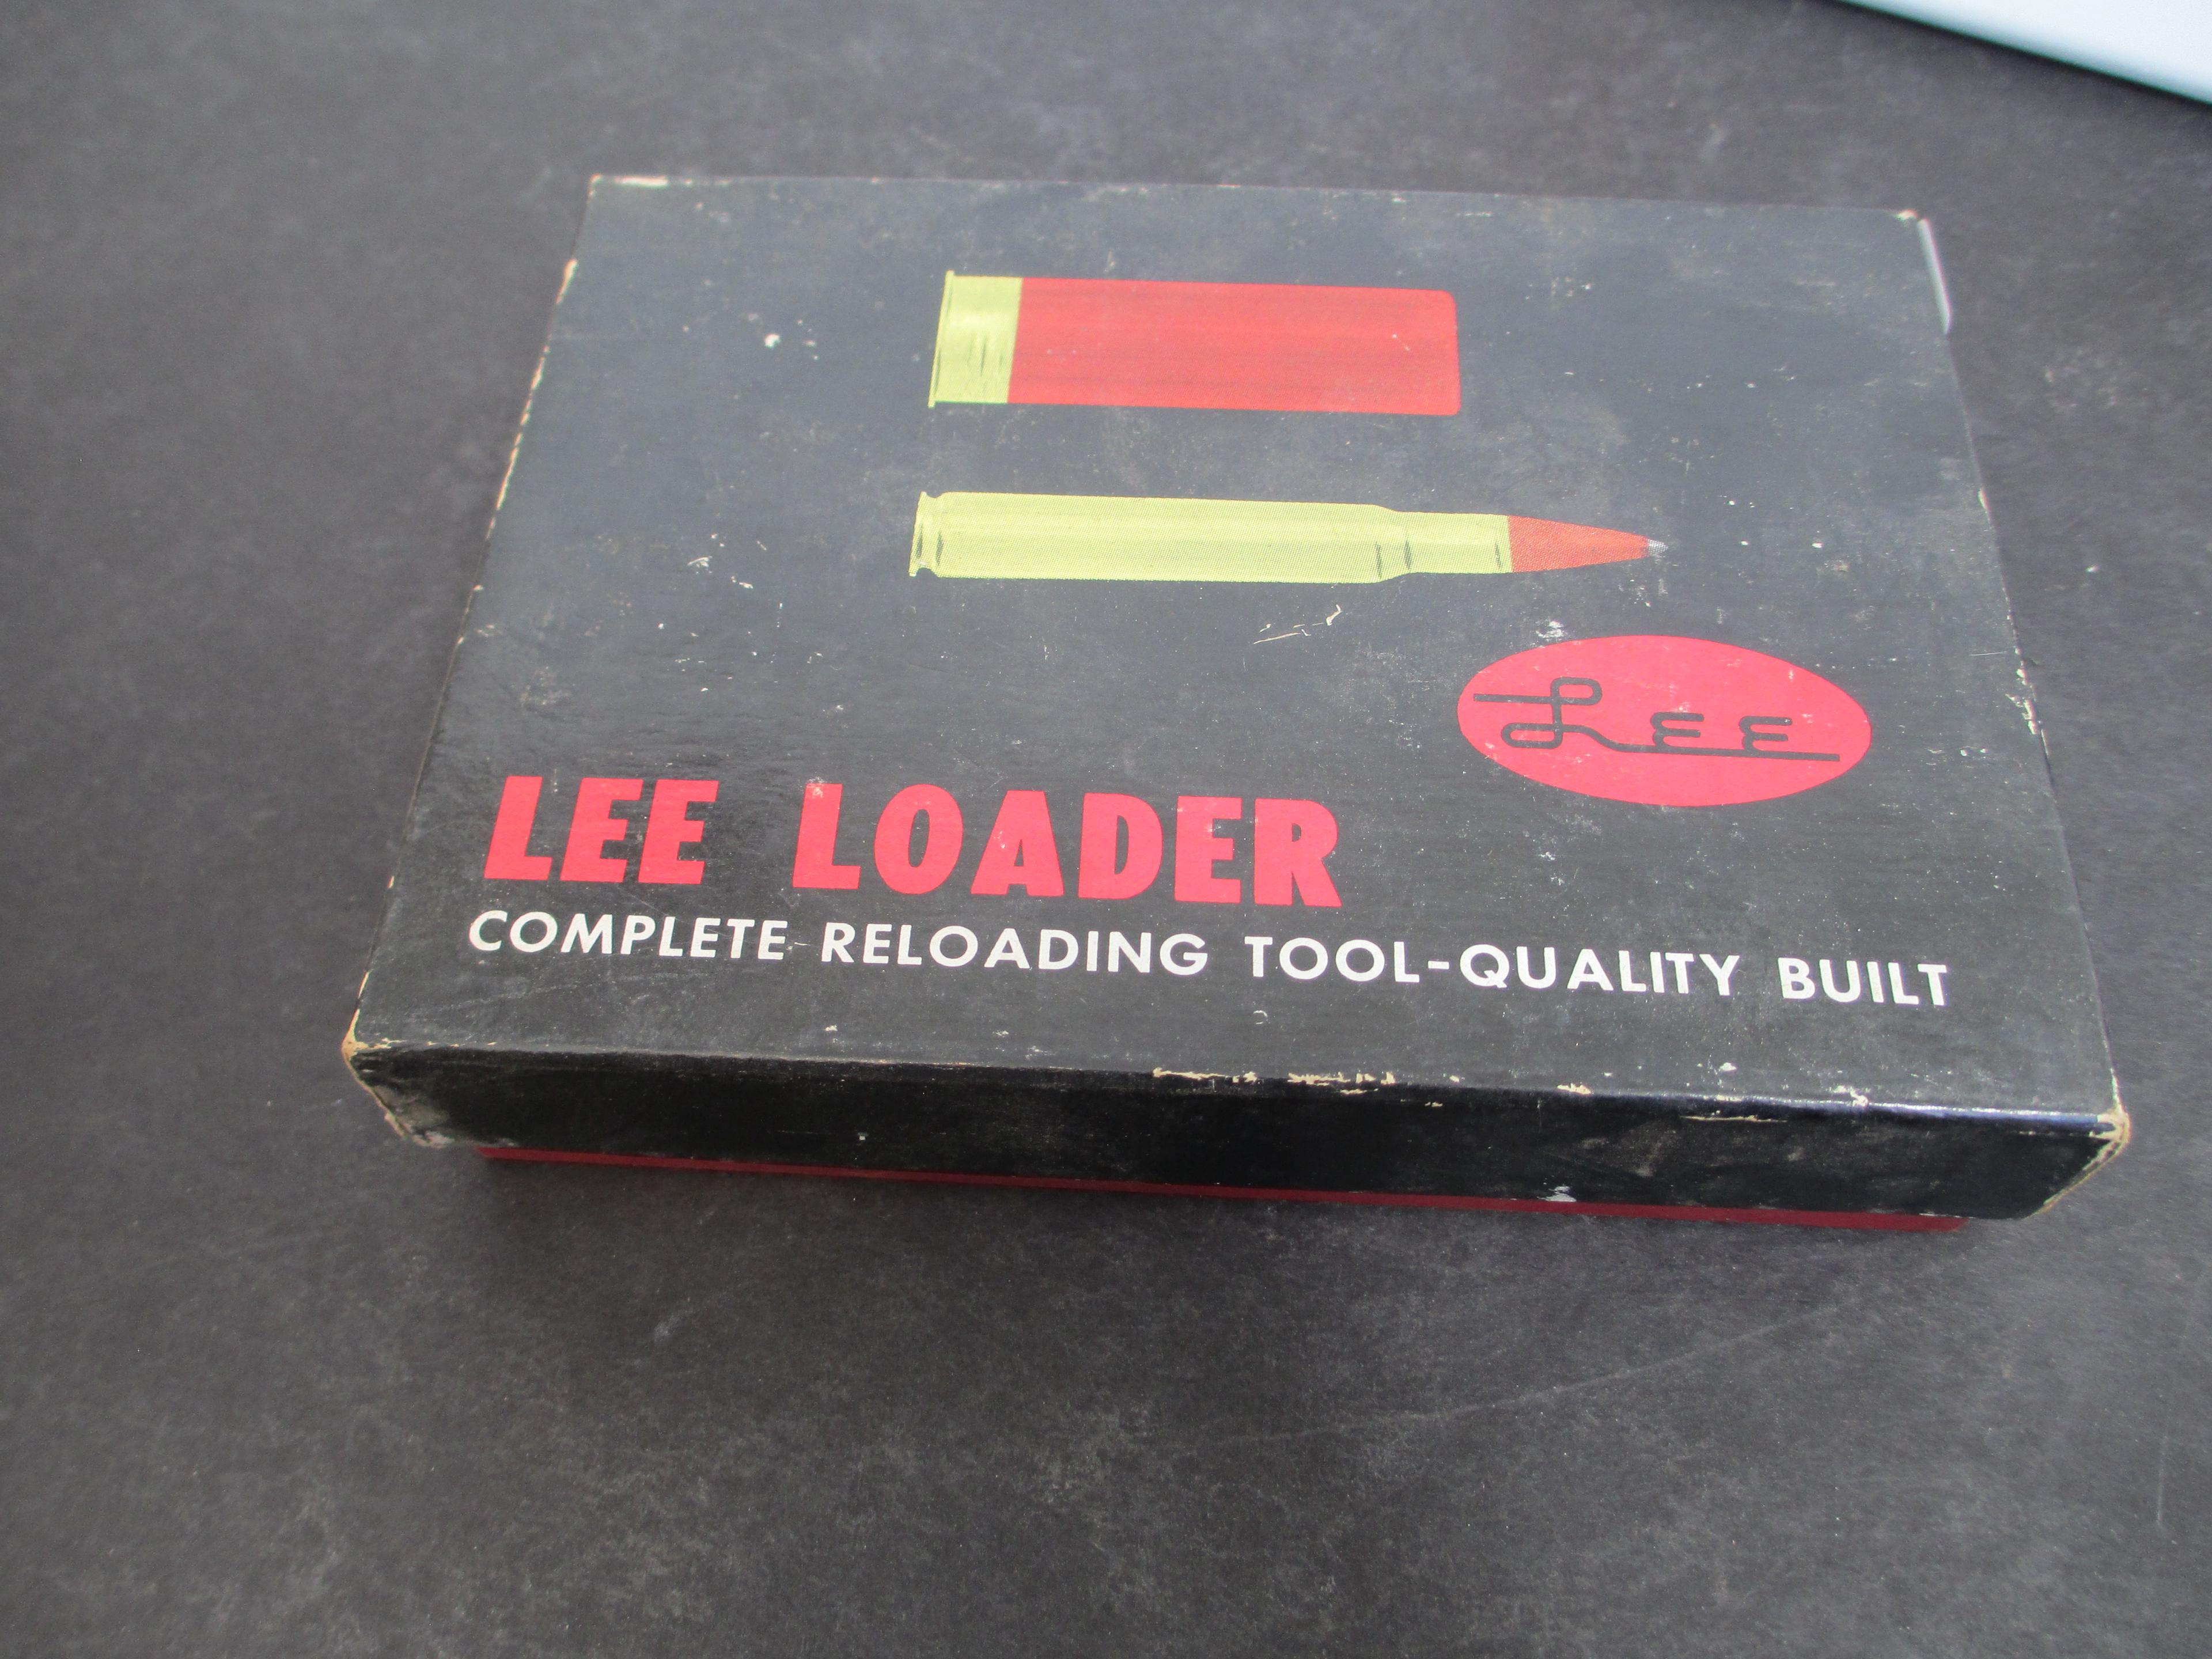 Lee
LEE LOADER
COMPLETE RELOADING TOOL-QUALITY BUILT